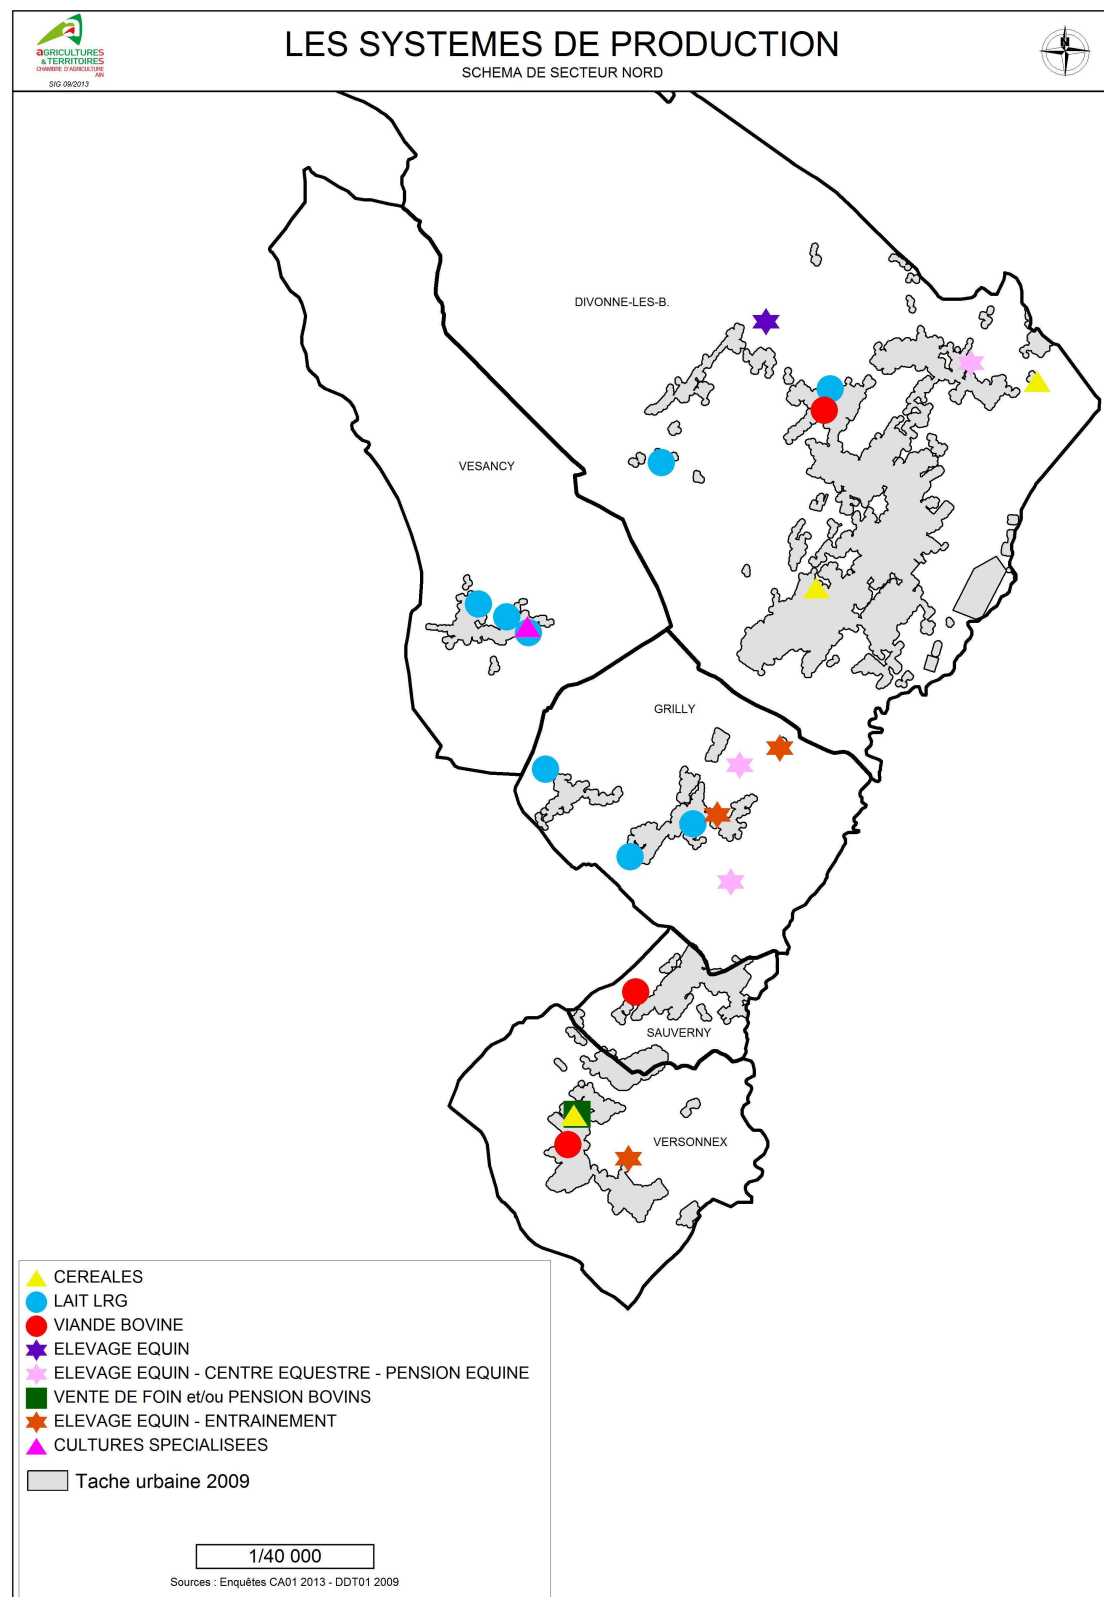 aGRICULTURES
& TERRITOIRES
CHAMBRE D'AGRICULTURE
AIN
SIG 09/2013
LES SYSTEMES DE PRODUCTION
SCHEMA DE SECTEUR NORD
N
DIVONNE-LES-B.
VESANCY
GRILLY
SAUVERNY
VERSONNEX
CEREALES
LAIT LRG
VIANDE BOVINE
ELEVAGE EQUIN
ELEVAGE EQUIN - CENTRE EQUESTRE - PENSION EQUINE
VENTE DE FOIN et/ou PENSION BOVINS
ELEVAGE EQUIN - ENTRAINEMENT
CULTURES SPECIALISEES
Tache urbaine 2009
1/40 000
Sources : Enquêtes CA01 2013 - DDT01 2009